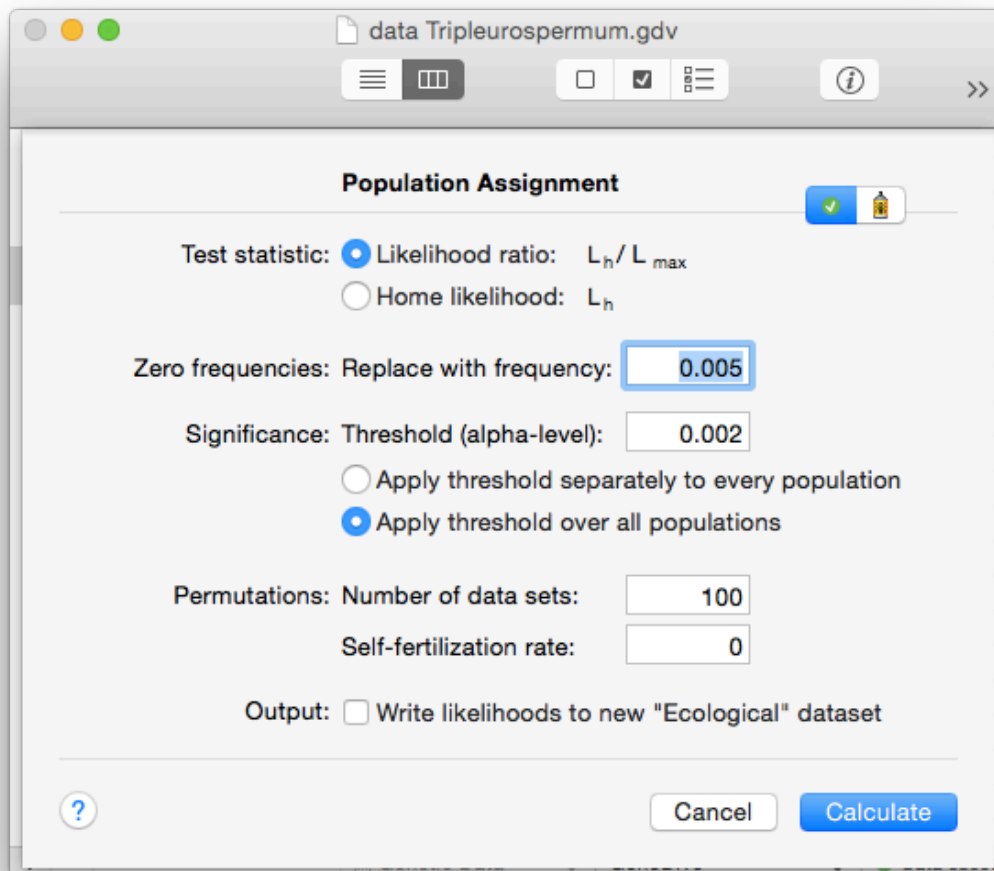 data Tripleurospermum.gdv
Population Assignment
Test statistic: Likelihood ratio: Lh/L max
Home likelihood: Lh
Zero frequencies: Replace with frequency: 0.005
Significance: Threshold (alpha-level): 0.002
Apply threshold separately to every population
Apply threshold over all populations
Permutations: Number of data sets: 100
Self-fertilization rate: 0
Output: Write likelihoods to new "Ecological" dataset
? Cancel Calculate